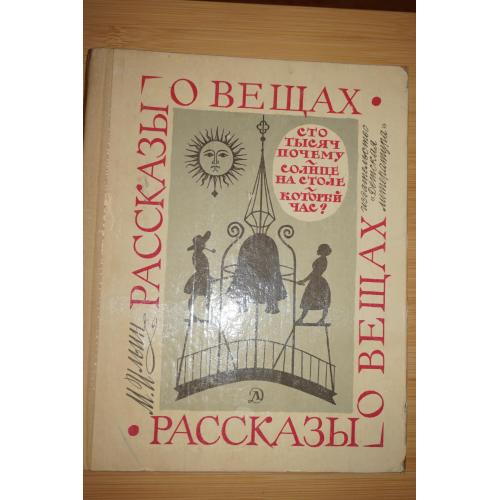 О ВЕЩАХ
РАССКАЗЫ
СТО
ТЫСЯЧ
ПОЧЕМУ
~
СОЛНЦЕ
НА СТОЛЕ
~
КОТОРЫЙ
ЧАС?
издательство
«Детская
литература»
М. Ильин
О ВЕЩАХ
РАССКАЗЫ